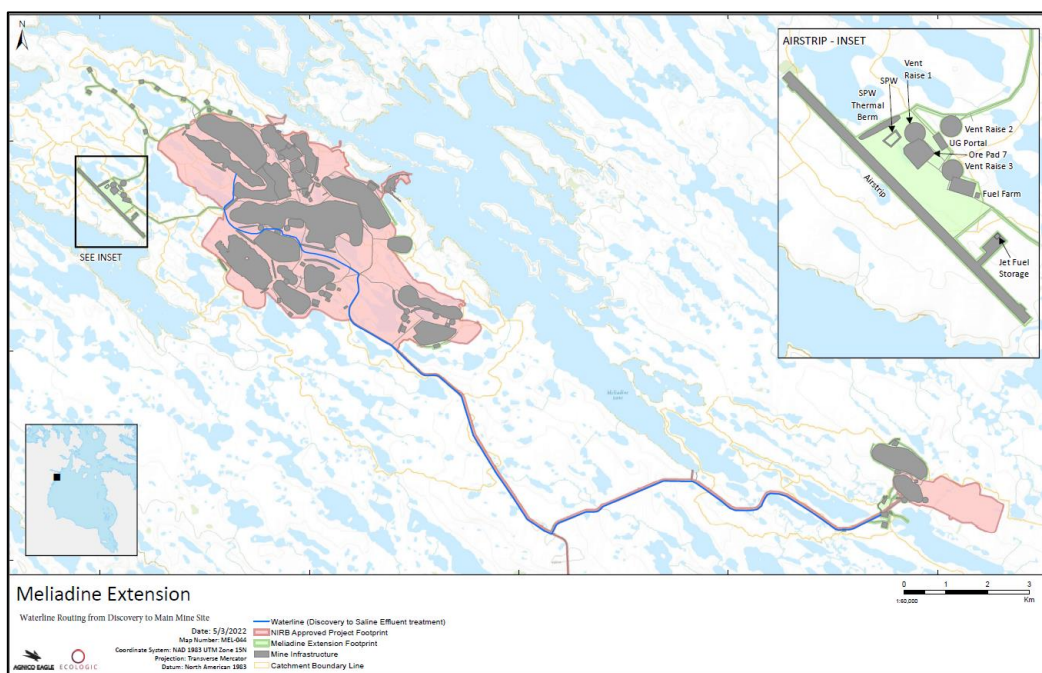 N
AIRSTRIP - INSET
Vent
Raise 1
SPW
SPW
Thermal
Berm
Vent Raise 2
UG Portal
Ore Pad 7
Vent Raise 3
Airstrip
Fuel Farm
Jet Fuel
Storage
SEE INSET
Meliadine
Meliadine Extension
Waterline Routing from Discovery to Main Mine Site
Date: 5/3/2022
Map Number: MEL-044
Coordinate System: NAD 1983 UTM Zone 15N
Projection: Transverse Mercator
Datum: North American 1983
AGNICO EAGLE
ECOLOGIC
Waterline (Discovery to Saline Effluent treatment)
NIRB Approved Project Footprint
Meliadine Extension Footprint
Mine Infrastructure
Catchment Boundary Line
0 1 2 3
1:60,000 Km